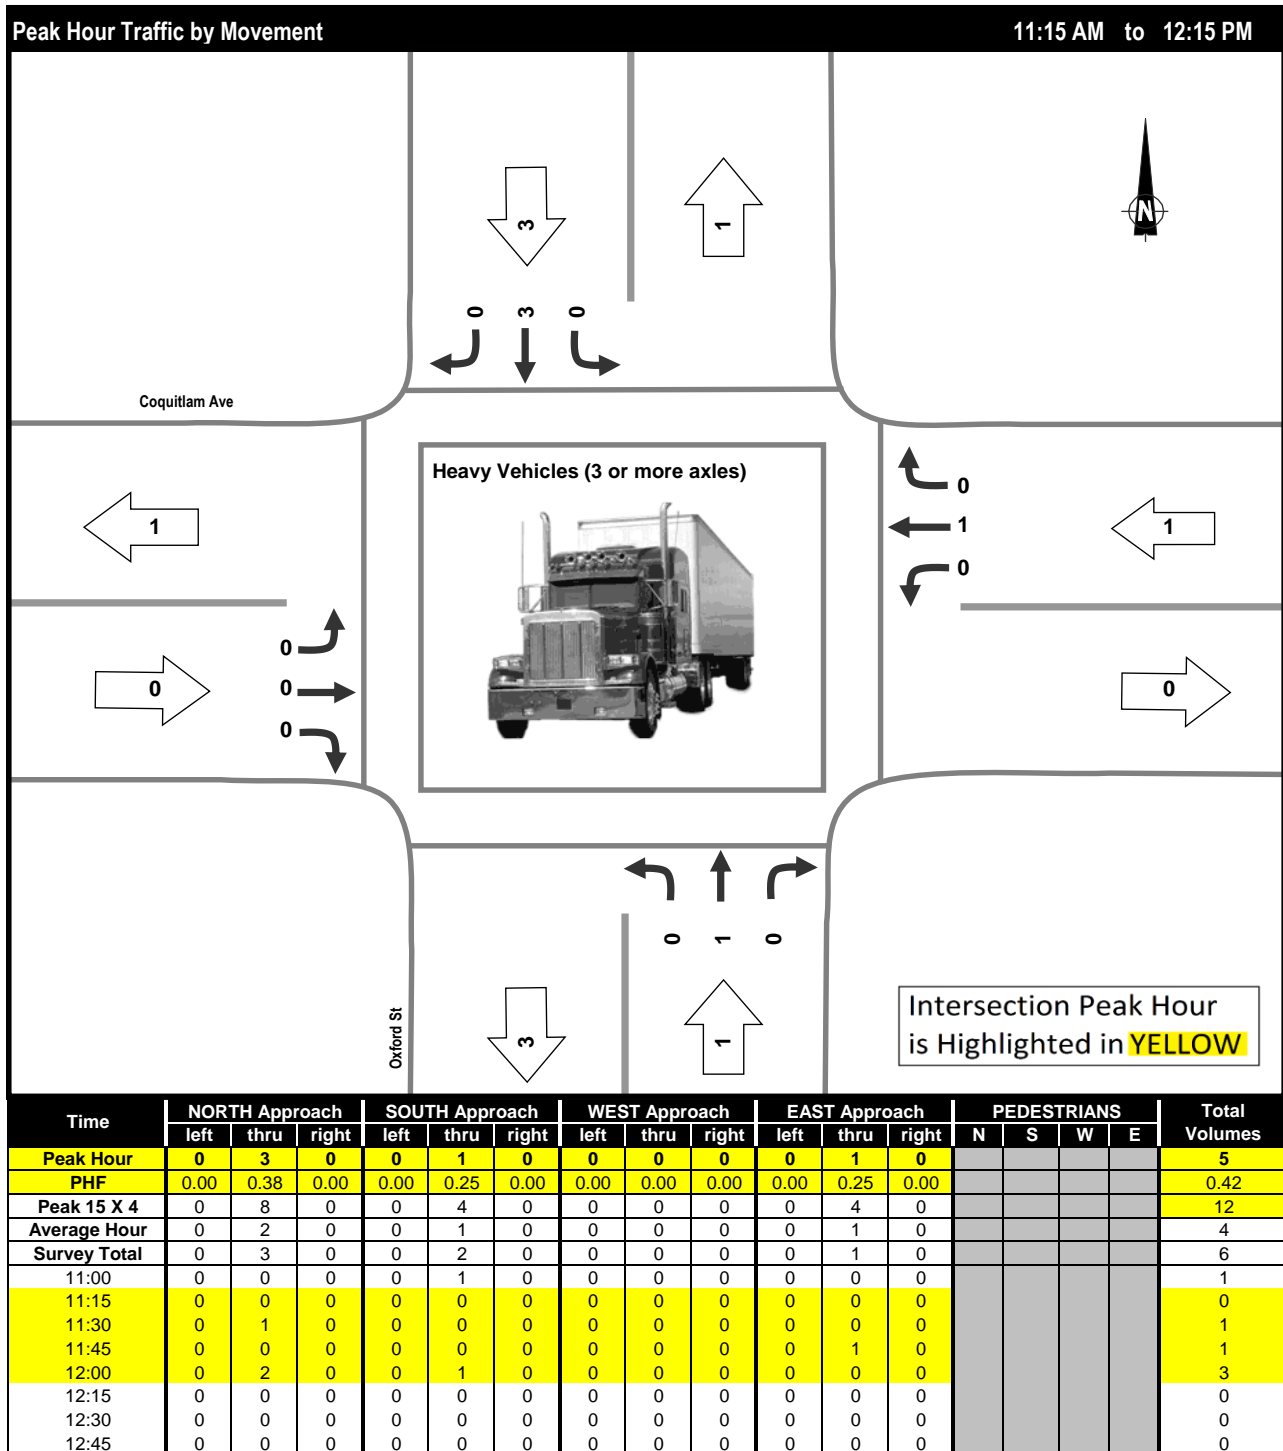 Peak Hour Traffic by Movement 11:15 AM to 12:15 PM
3 1
N
0 3 0
Coquitlam Ave
Heavy Vehicles (3 or more axles)
0
1 1 1
0
0
0 0 0
0
0 1 0
Oxford St
3 1
Intersection Peak Hour
is Highlighted in YELLOW
Time NORTH Approach SOUTH Approach WEST Approach EAST Approach PEDESTRIANS Total
left thru right left thru right left thru right left thru right N S W E Volumes
Peak Hour 0 3 0 0 1 0 0 0 0 0 1 0 5
PHF 0.00 0.38 0.00 0.00 0.25 0.00 0.00 0.00 0.00 0.00 0.25 0.00 0.42
Peak 15 X 4 0 8 0 0 4 0 0 0 0 0 4 0 12
Average Hour 0 2 0 0 1 0 0 0 0 0 1 0 4
Survey Total 0 3 0 0 2 0 0 0 0 0 1 0 6
11:00 0 0 0 0 1 0 0 0 0 0 0 0 1
11:15 0 0 0 0 0 0 0 0 0 0 0 0 0
11:30 0 1 0 0 0 0 0 0 0 0 0 0 1
11:45 0 0 0 0 0 0 0 0 0 0 1 0 1
12:00 0 2 0 0 1 0 0 0 0 0 0 0 3
12:15 0 0 0 0 0 0 0 0 0 0 0 0 0
12:30 0 0 0 0 0 0 0 0 0 0 0 0 0
12:45 0 0 0 0 0 0 0 0 0 0 0 0 0